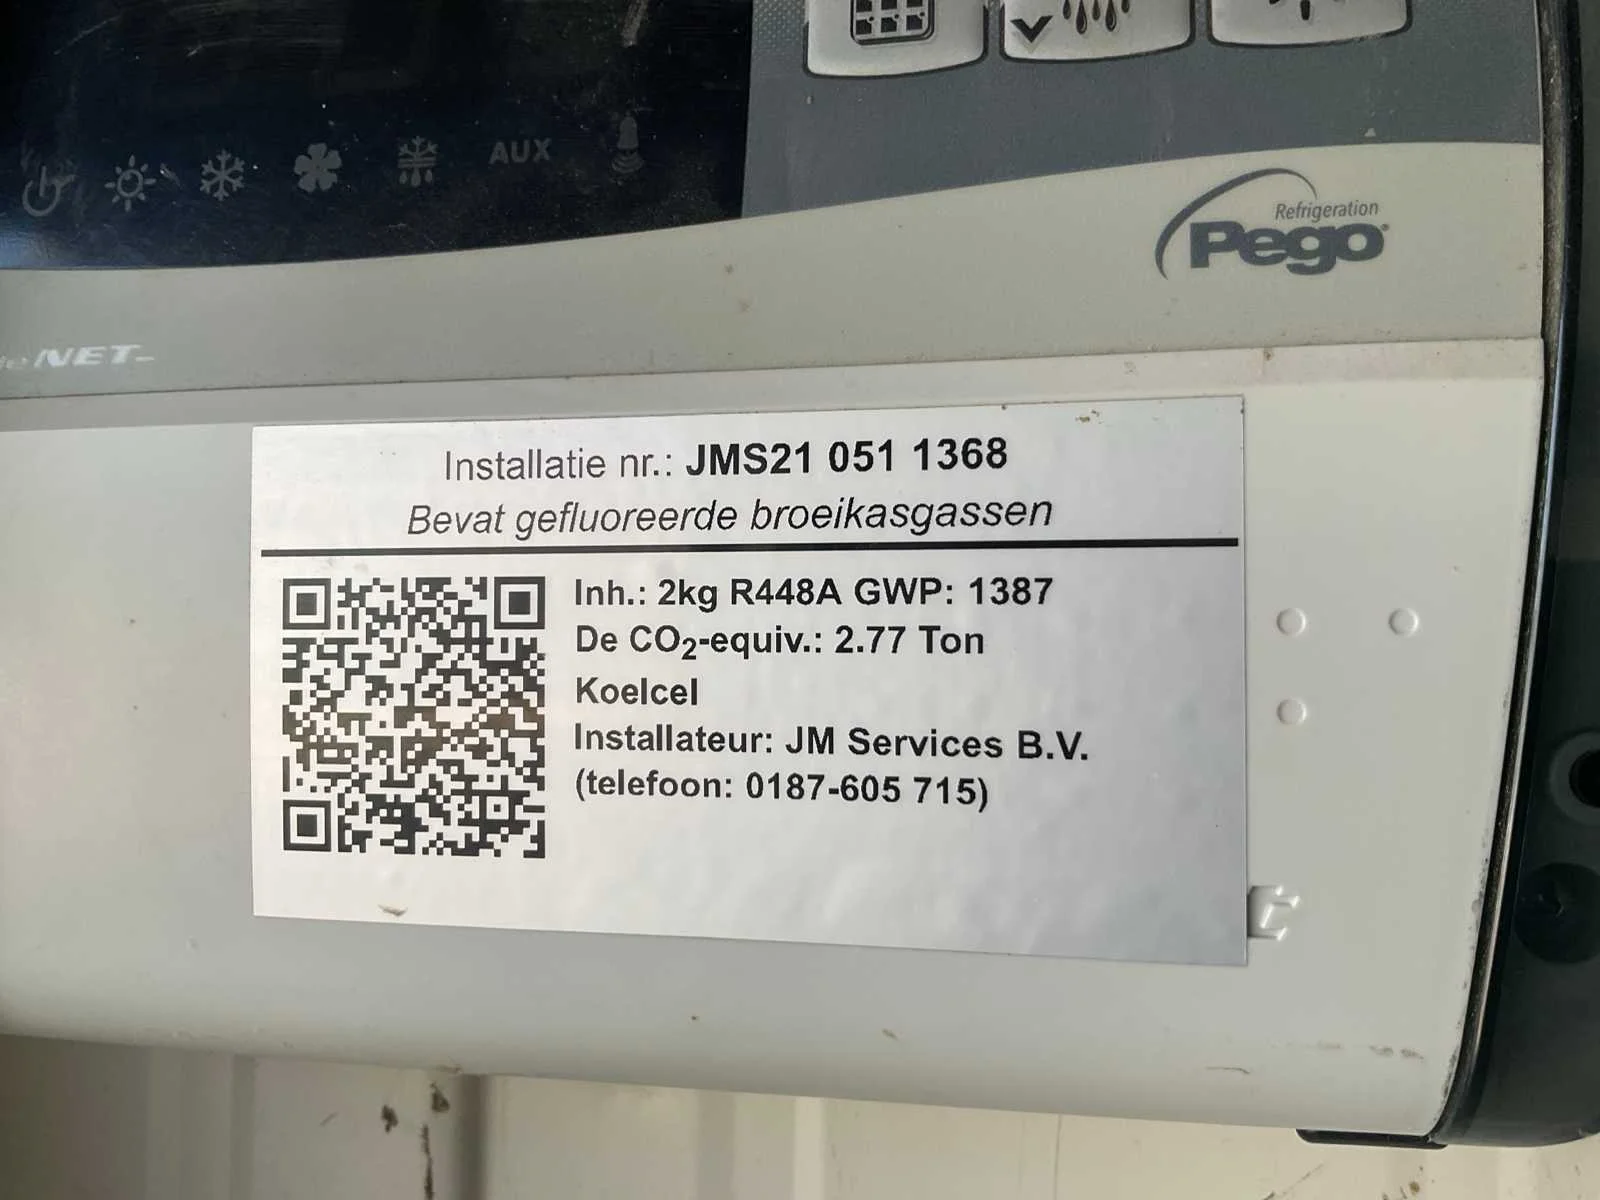 AUX
Refrigeration
Pego
NET
Installatie nr.: JMS21 051 1368
Bevat gefluoreerde broeikasgassen
Inh.: 2kg R448A GWP: 1387
De CO₂-equiv.: 2.77 Ton
Koelcel
Installateur: JM Services B.V.
(telefoon: 0187-605 715)